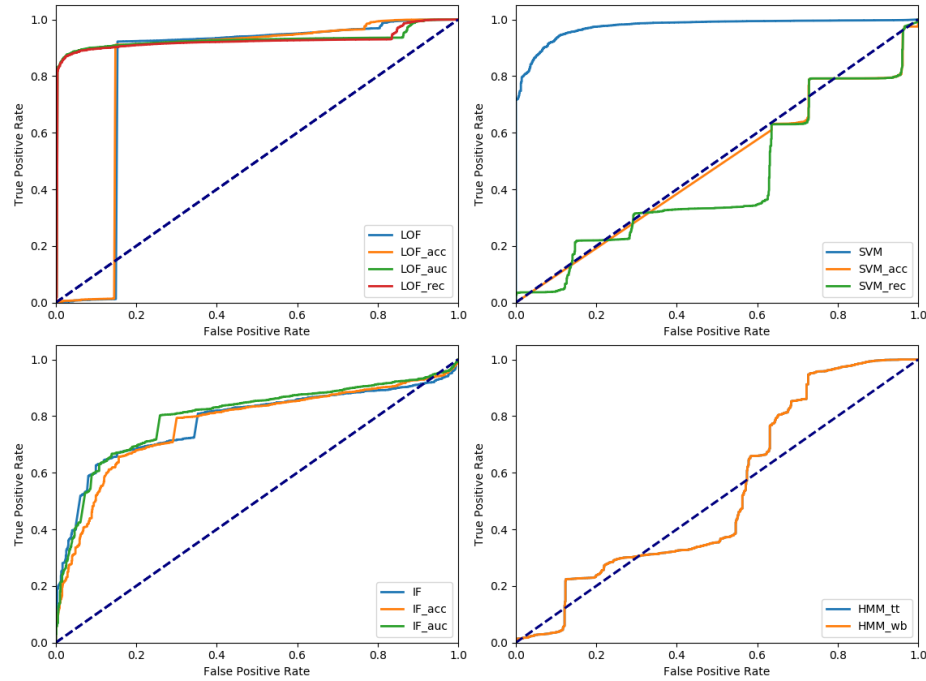 1.0
0.8
0.6
0.4
0.2
0.0
True Positive Rate
0.0 0.2 0.4 0.6 0.8 1.0
False Positive Rate
LOF
LOF_acc
LOF_auc
LOF_rec
1.0
0.8
0.6
0.4
0.2
0.0
True Positive Rate
0.0 0.2 0.4 0.6 0.8 1.0
False Positive Rate
SVM
SVM_acc
SVM_rec
1.0
0.8
0.6
0.4
0.2
0.0
True Positive Rate
0.0 0.2 0.4 0.6 0.8 1.0
False Positive Rate
IF
IF_acc
IF_auc
1.0
0.8
0.6
0.4
0.2
0.0
True Positive Rate
0.0 0.2 0.4 0.6 0.8 1.0
False Positive Rate
HMM_tt
HMM_wb